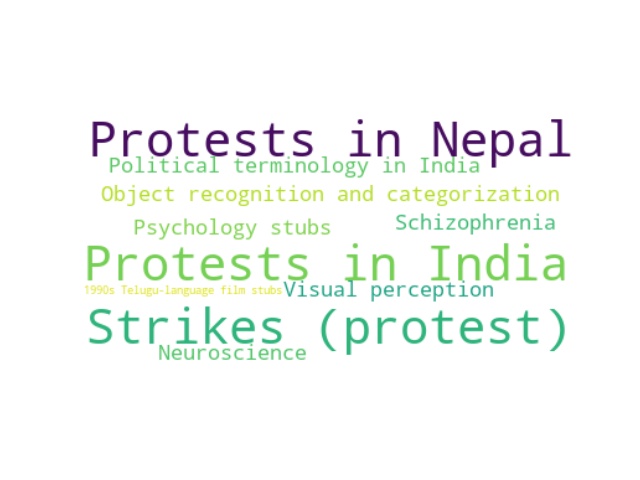 Protests in Nepal
Political terminology in India
Object recognition and categorization
Psychology stubs
Schizophrenia
Protests in India
1990s Telugu-language film stubs
Visual perception
Strikes (protest)
Neuroscience